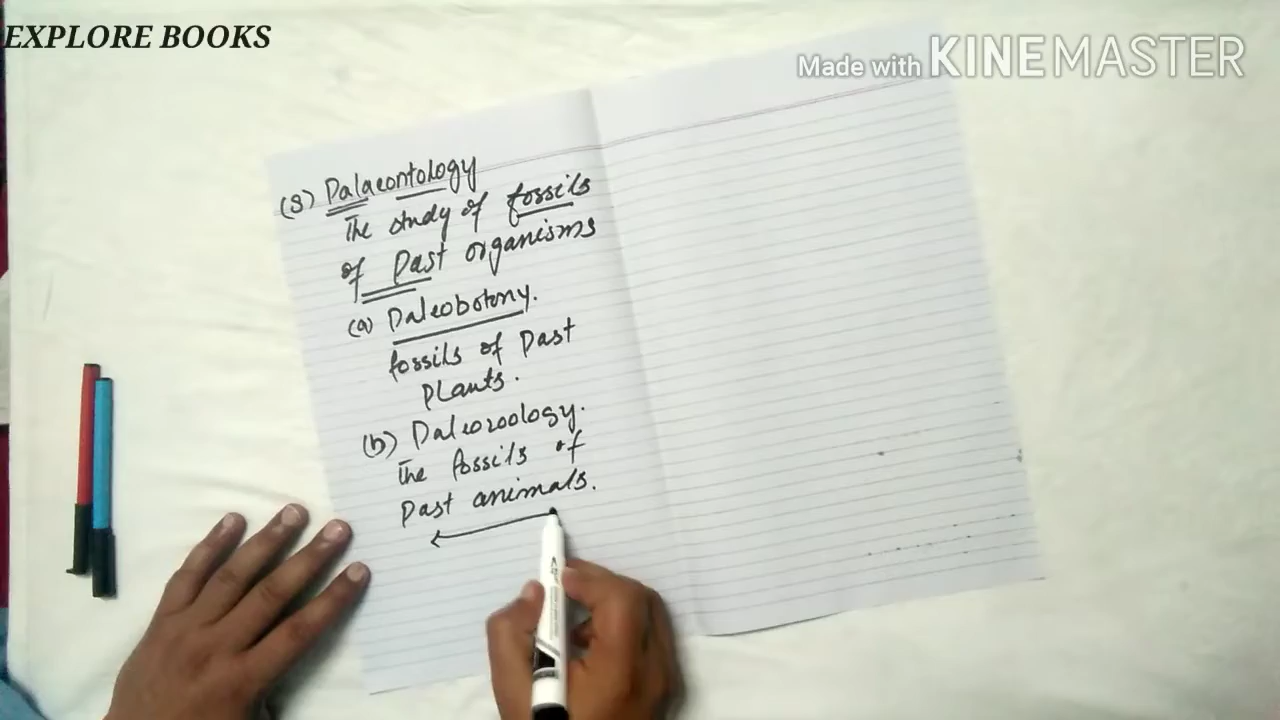 EXPLORE BOOKS
Made with KINEMASTER
(8) Palaeontology
The study of fossils
of Past organisms
(a) Paleobotony.
fossils of Past
Plants.
(b) Paleozoology.
The fossils of
Past animals.